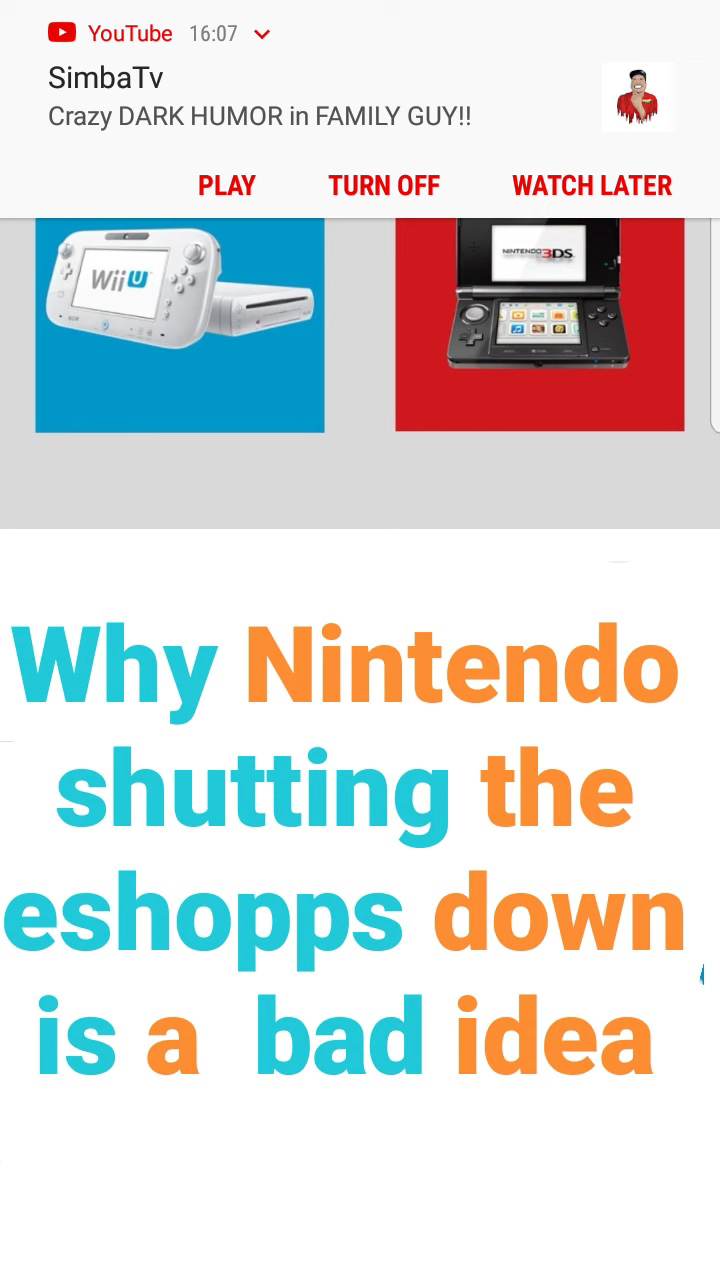 YouTube 16:07
SimbaTv
Crazy DARK HUMOR in FAMILY GUY!!
PLAY TURN OFF WATCH LATER
Wii U
NINTENDO 3DS
Why Nintendo
shutting the
eshopps down
is a bad idea